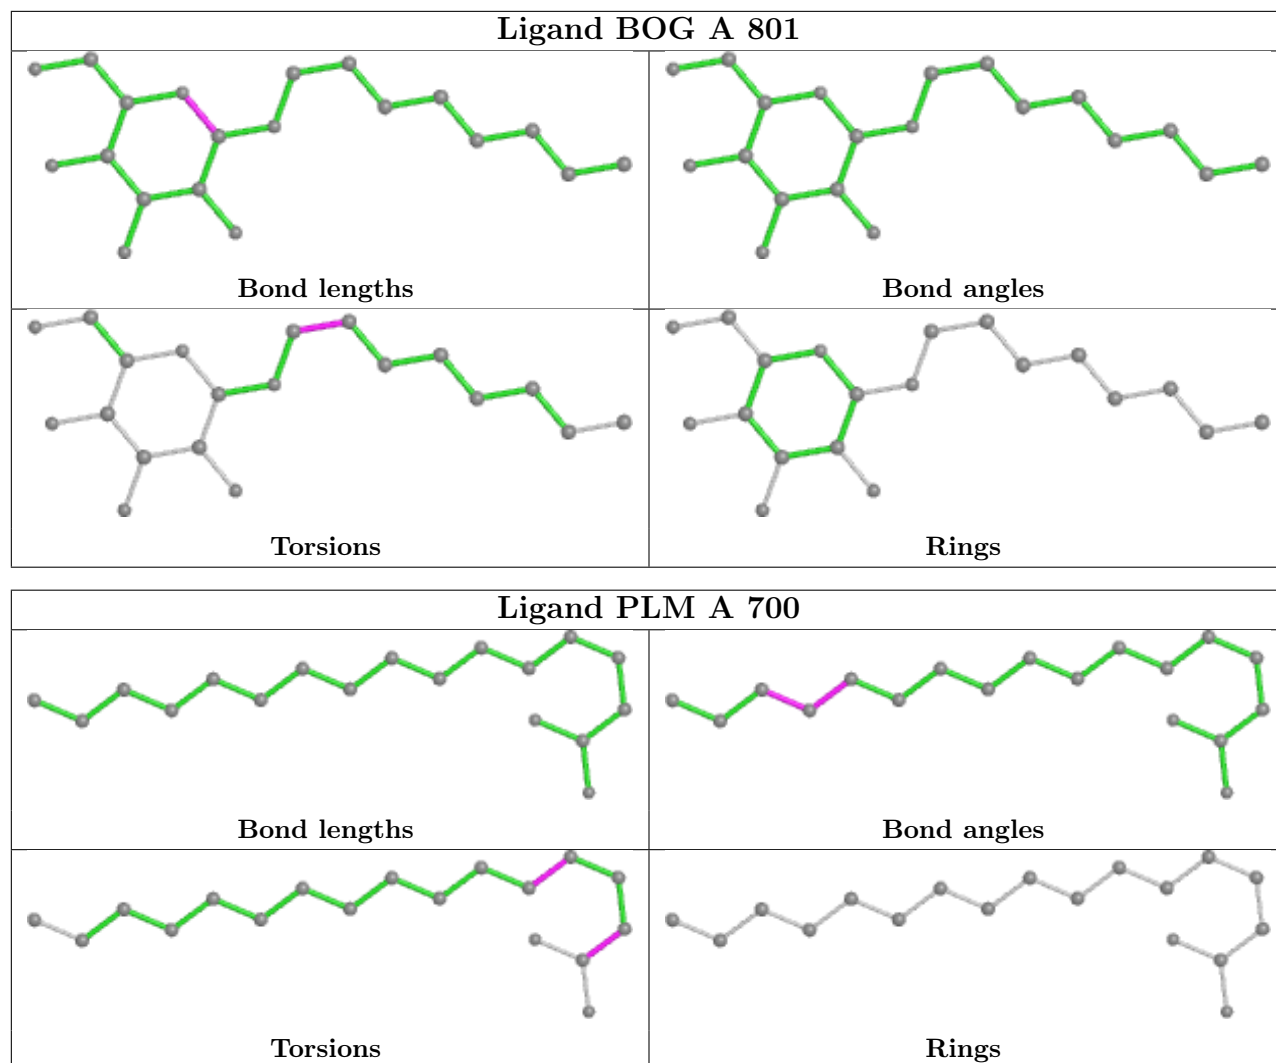 Ligand BOG A 801
Bond lengths
Bond angles
Torsions
Rings
Ligand PLM A 700
Bond lengths
Bond angles
Torsions
Rings